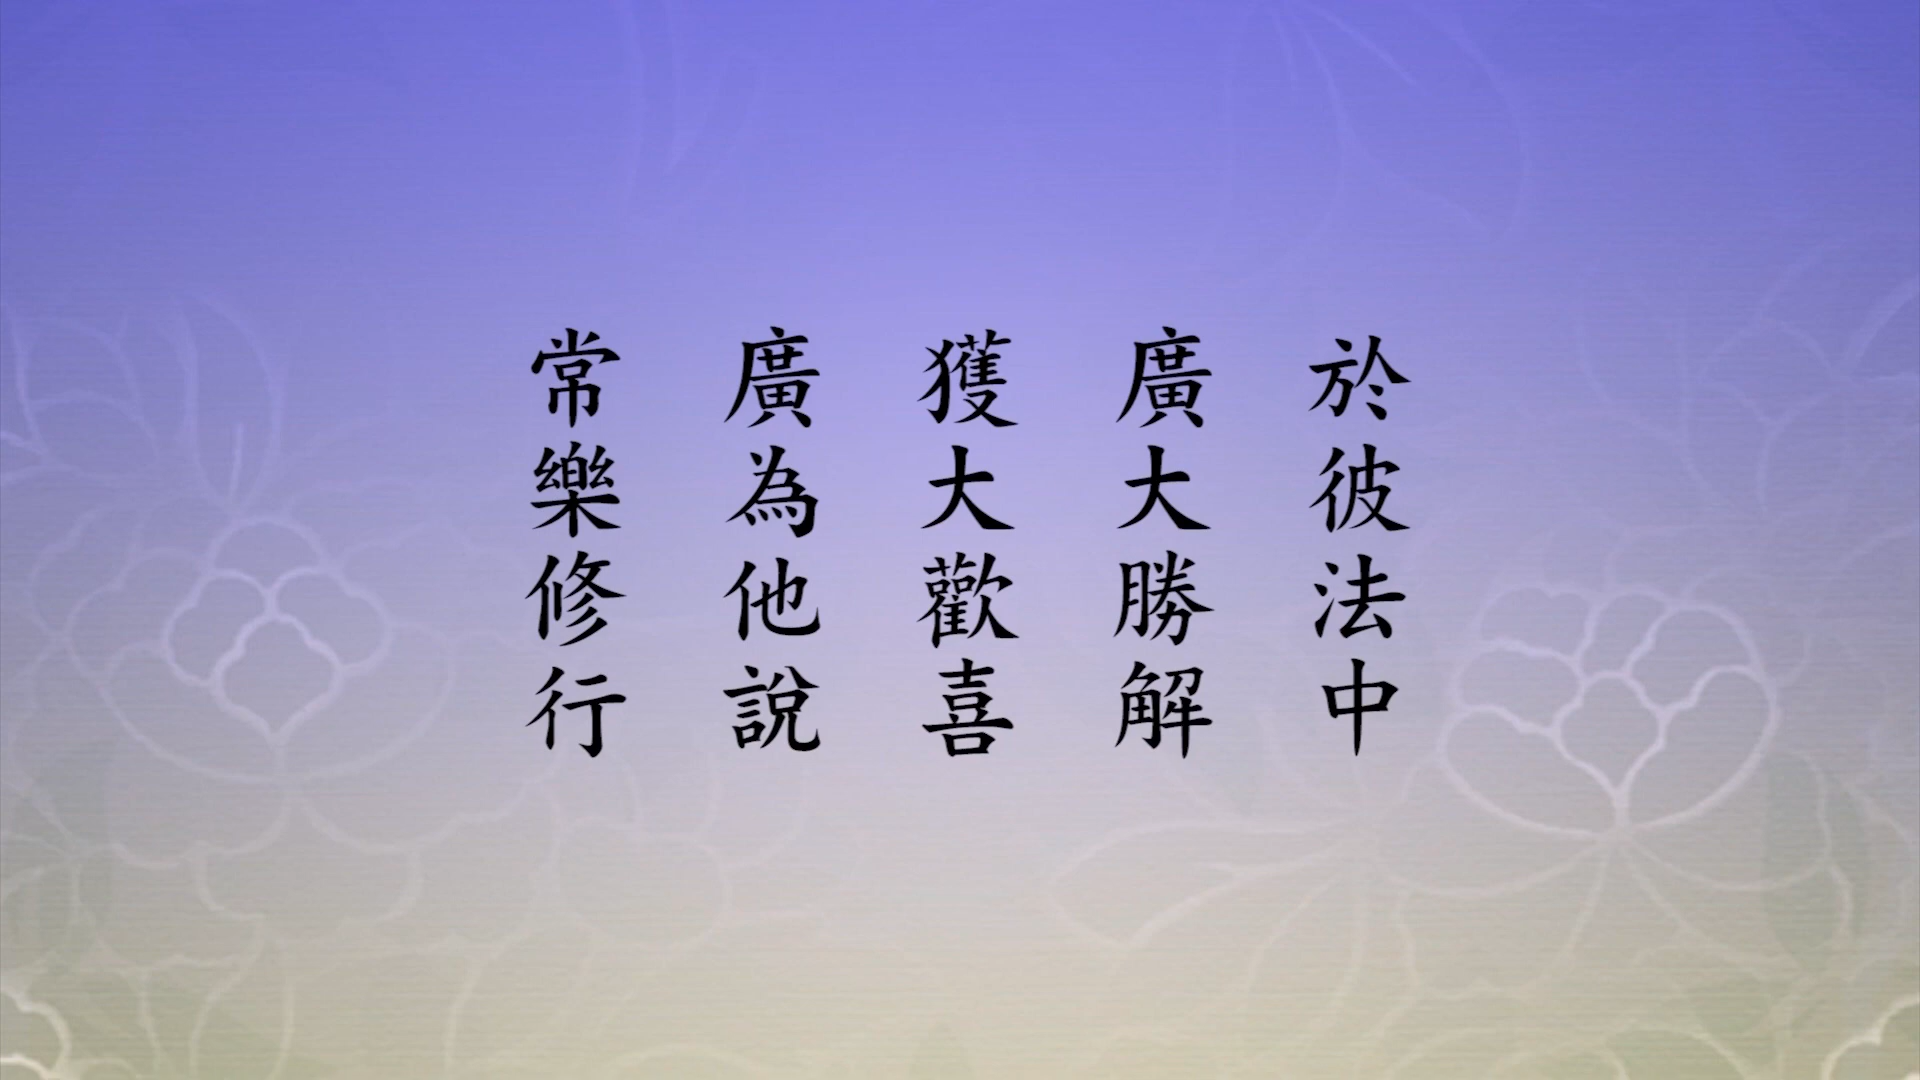 於彼法中
廣大勝解
獲大歡喜
廣為他說
常樂修行